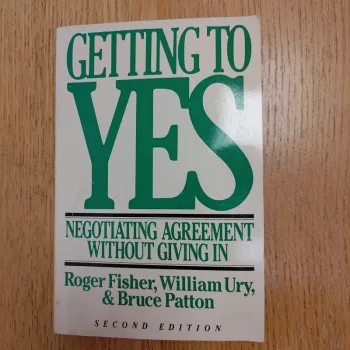 GETTING TO
YES
NEGOTIATING AGREEMENT
WITHOUT GIVING IN
Roger Fisher, William Ury,
& Bruce Patton
SECOND EDITION